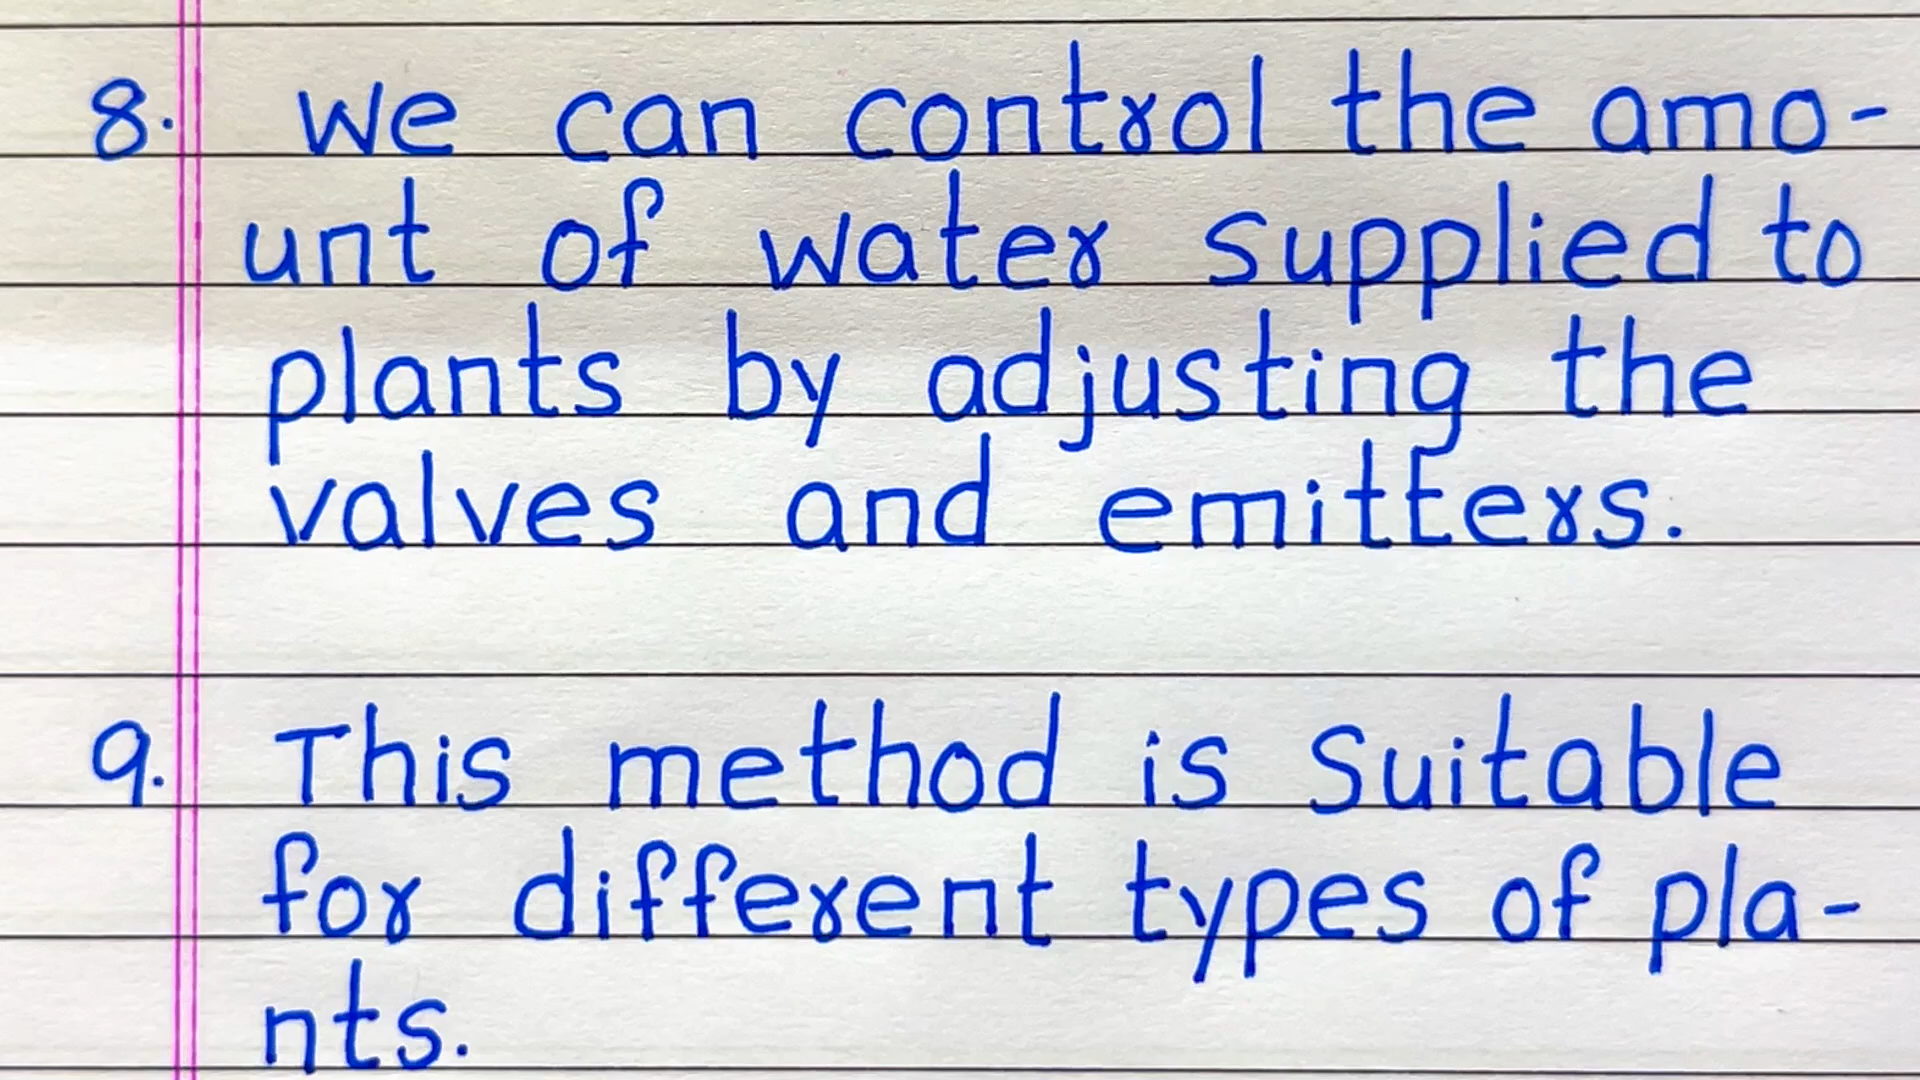 8. We can control the amo-
unt of water supplied to
plants by adjusting the
valves and emitters.
9. This method is Suitable
for different types of pla-
nts.